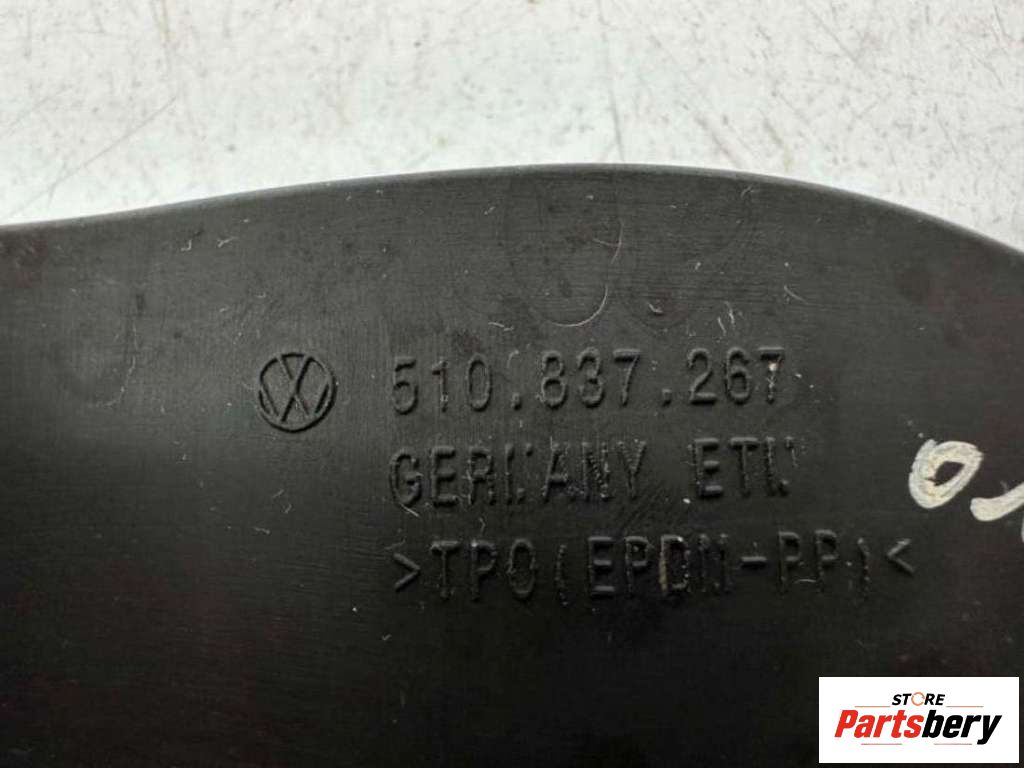 510.837.267
GERMANY ETM
>TPO(EPDM-PP)<
STORE
Partsbery